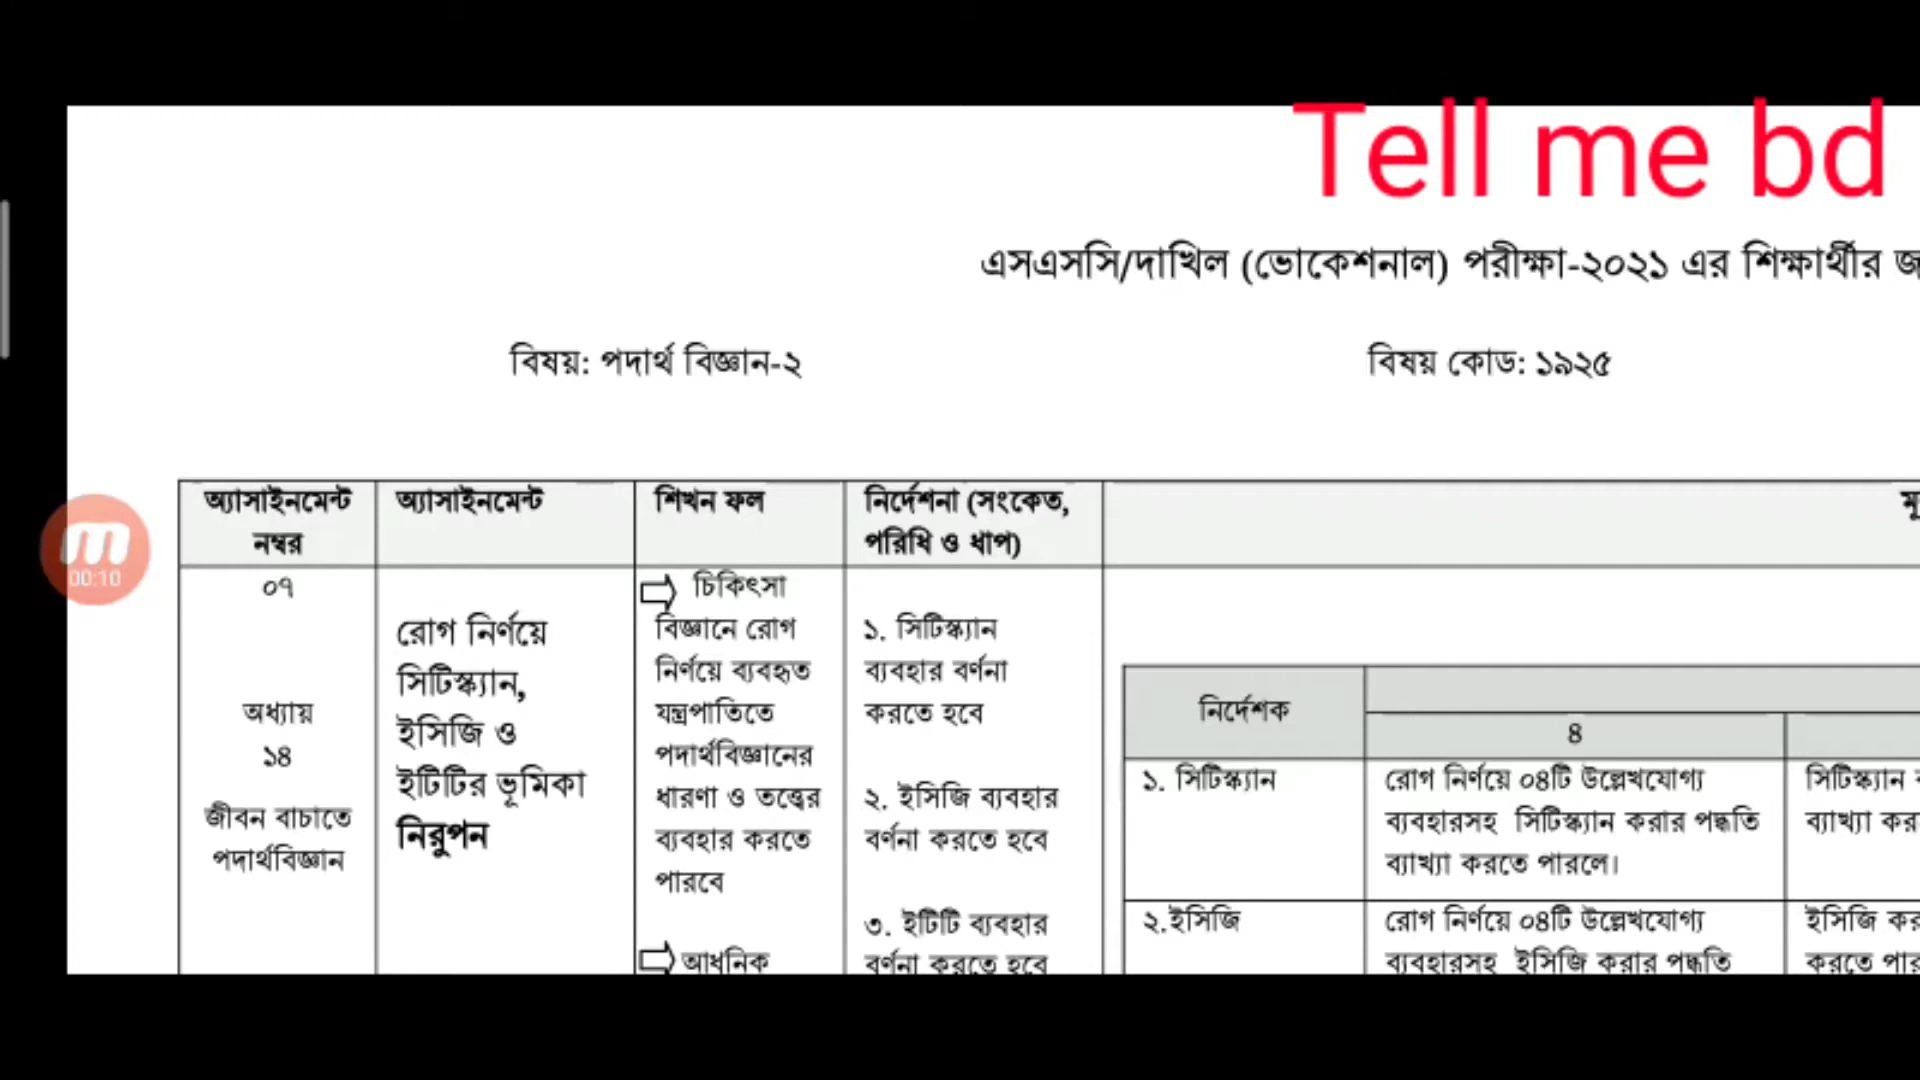 Tell me bd
এসএসসি/দাখিল (ভোকেশনাল) পরীক্ষা-২০২১ এর শিক্ষার্থীর
বিষয়: পদার্থ বিজ্ঞান-২
বিষয় কোড: ১৯২৫
অ্যাসাইনমেন্ট
নম্বর
অ্যাসাইনমেন্ট
শিখন ফল
নির্দেশনা (সংকেত,
পরিধি ও ধাপ)
০৭
অধ্যায়
১৪
জীবন বাচাতে
পদার্থবিজ্ঞান
রোগ নির্ণয়ে
সিটিস্ক্যান,
ইসিজি ও
ইটিটির ভূমিকা
নিরুপন
চিকিৎসা
বিজ্ঞানে রোগ
নির্ণয়ে ব্যবহৃত
যন্ত্রপাতিতে
পদার্থবিজ্ঞানের
ধারণা ও তত্ত্বের
ব্যবহার করতে
পারবে
আধুনিক
১. সিটিস্ক্যান
ব্যবহার বর্ণনা
করতে হবে
২. ইসিজি ব্যবহার
বর্ণনা করতে হবে
৩. ইটিটি ব্যবহার
বর্ণনা করতে হবে
নির্দেশক
৪
১. সিটিস্ক্যান
রোগ নির্ণয়ে ০৪টি উল্লেখযোগ্য
ব্যবহারসহ সিটিস্ক্যান করার পদ্ধতি
ব্যাখ্যা করতে পারলে।
সিটিস্ক্যান
ব্যাখ্যা
২.ইসিজি
রোগ নির্ণয়ে ০৪টি উল্লেখযোগ্য
ব্যবহারসহ ইসিজি করার পদ্ধতি
ইসিজি
করতে
00:10